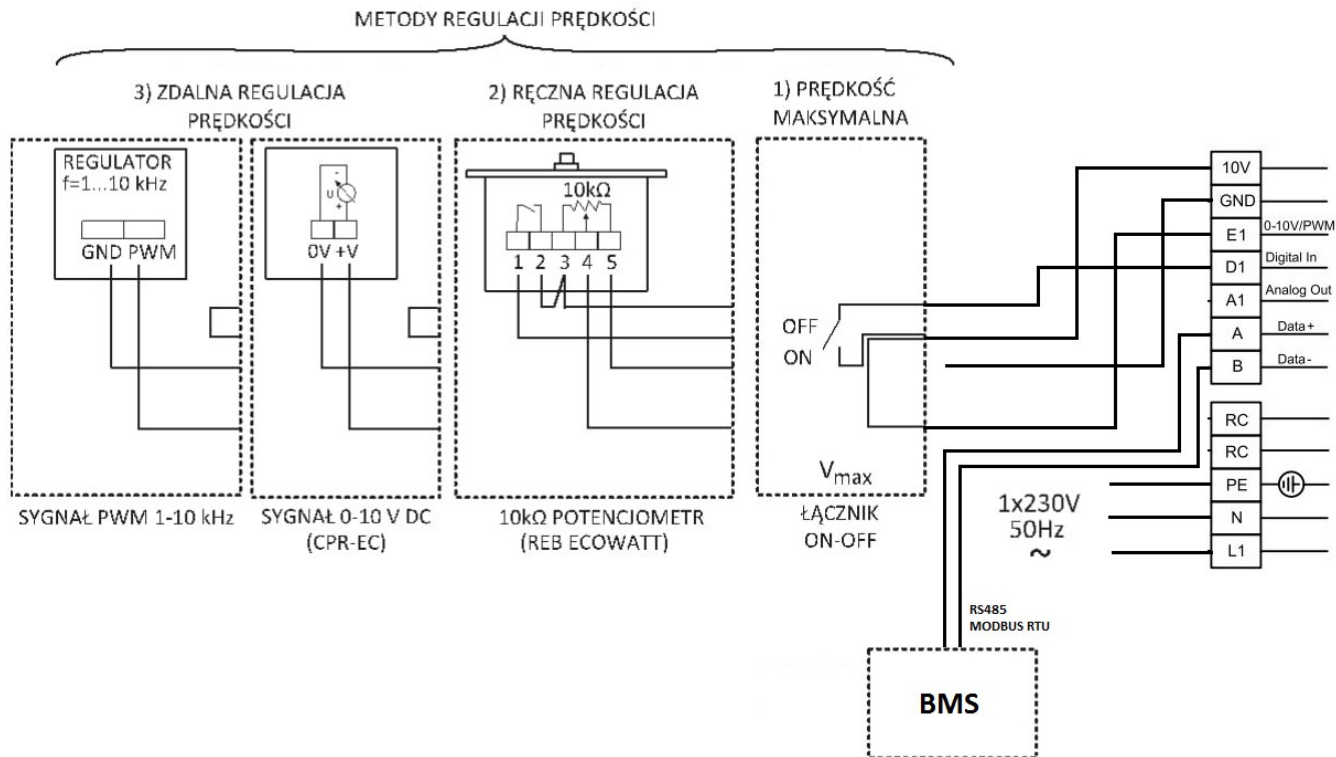 METODY REGULACJI PRĘDKOŚCI
3) ZDALNA REGULACJA
PRĘDKOŚCI
2) RĘCZNA REGULACJA
PRĘDKOŚCI
1) PRĘDKOŚĆ
MAKSYMALNA
REGULATOR
f=1...10 kHz
GND PWM
U
-
+
0V +V
10kΩ
1 2 3 4 5
OFF
ON
Vmax
SYGNAŁ PWM 1-10 kHz
SYGNAŁ 0-10 V DC
(CPR-EC)
10kΩ POTENCJOMETR
(REB ECOWATT)
ŁĄCZNIK
ON-OFF
10V
GND
E1 0-10V/PWM
D1 Digital In
A1 Analog Out
A Data+
B Data-
RC
RC
PE
N
L1
1x230V
50Hz
~
RS485
MODBUS RTU
BMS